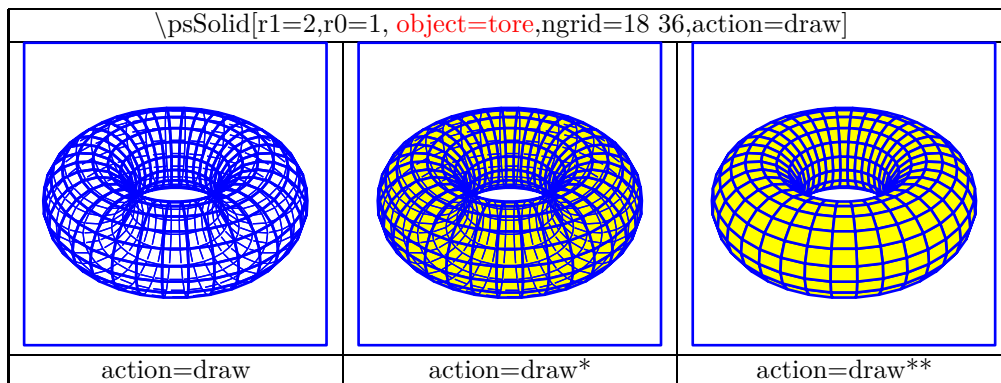 \psSolid[r1=2,r0=1, object=tore,ngrid=18 36,action=draw]
action=draw
action=draw*
action=draw**